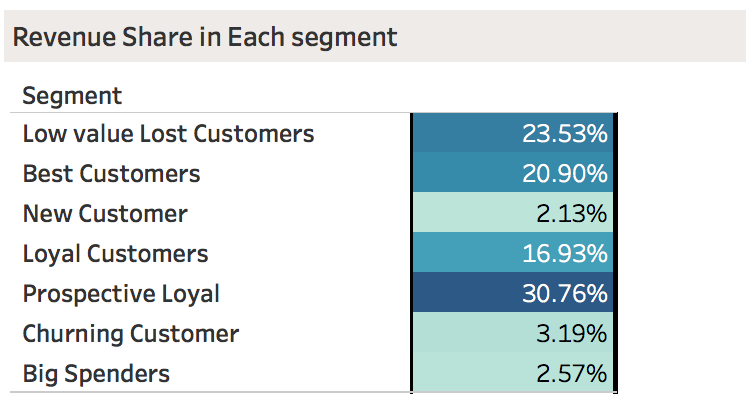 Revenue Share in Each segment
Segment
Low value Lost Customers 23.53%
Best Customers 20.90%
New Customer 2.13%
Loyal Customers 16.93%
Prospective Loyal 30.76%
Churning Customer 3.19%
Big Spenders 2.57%